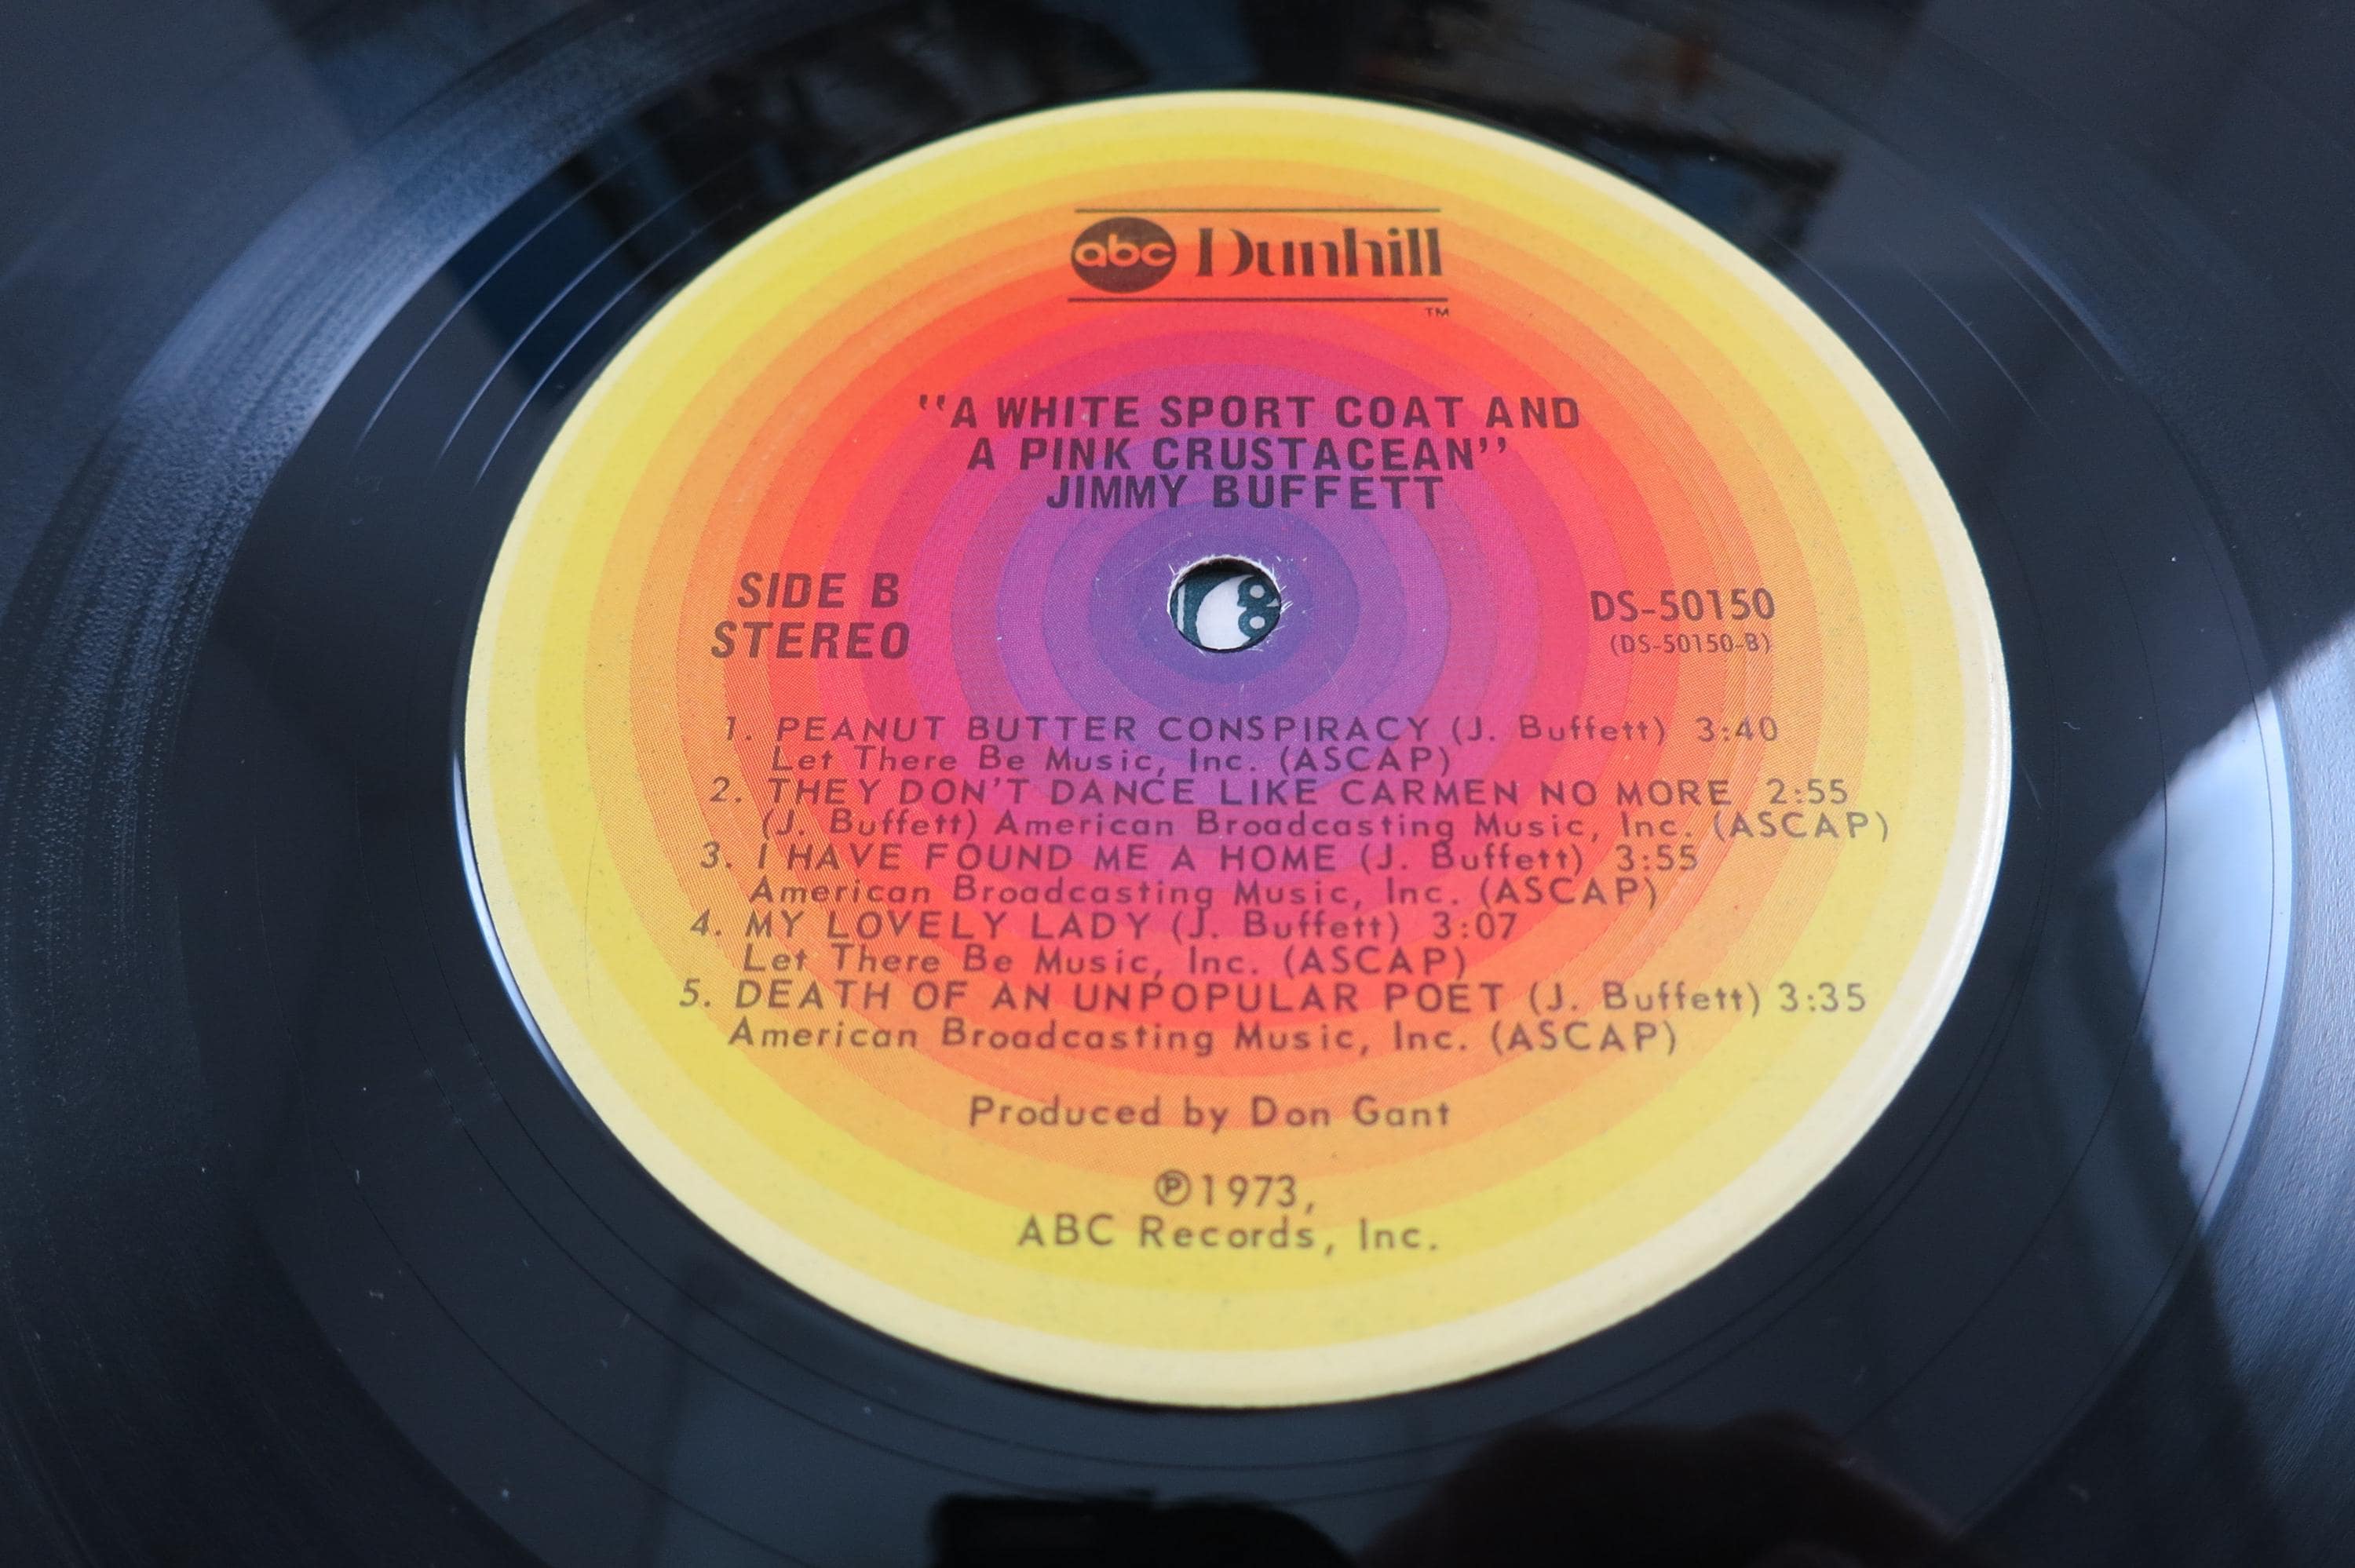 abc Dunhill
TM
"A WHITE SPORT COAT AND
A PINK CRUSTACEAN"
JIMMY BUFFETT
SIDE B
STEREO
DS-50150
(DS-50150-B)
1. PEANUT BUTTER CONSPIRACY (J. Buffett) 3:40
Let There Be Music, Inc. (ASCAP)
2. THEY DON'T DANCE LIKE CARMEN NO MORE 2:55
(J. Buffett) American Broadcasting Music, Inc. (ASCAP)
3. I HAVE FOUND ME A HOME (J. Buffett) 3:55
American Broadcasting Music, Inc. (ASCAP)
4. MY LOVELY LADY (J. Buffett) 3:07
Let There Be Music, Inc. (ASCAP)
5. DEATH OF AN UNPOPULAR POET (J. Buffett) 3:35
American Broadcasting Music, Inc. (ASCAP)
Produced by Don Gant
℗1973,
ABC Records, Inc.